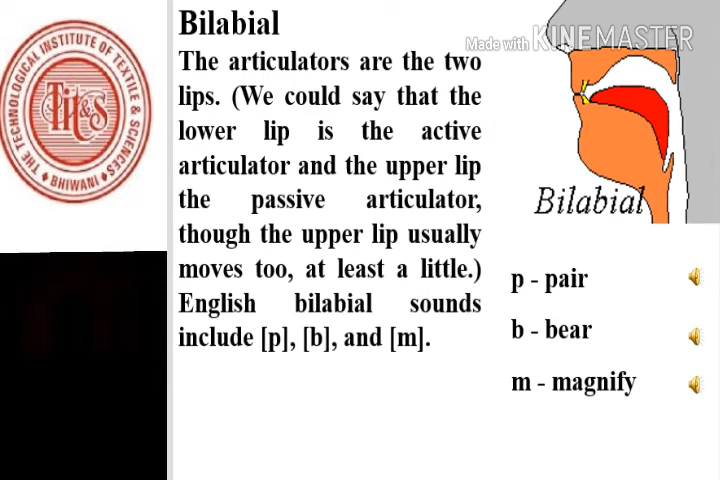 Bilabial
The articulators are the two
lips. (We could say that the
lower lip is the active
articulator and the upper lip
the passive articulator,
though the upper lip usually
moves too, at least a little.)
English bilabial sounds
include [p], [b], and [m].
Made with KINEMASTER
Bilabial
p - pair
b - bear
m - magnify
THE TECHNOLOGICAL INSTITUTE OF TEXTILE & SCIENCES
BHIWANI
TIT&S